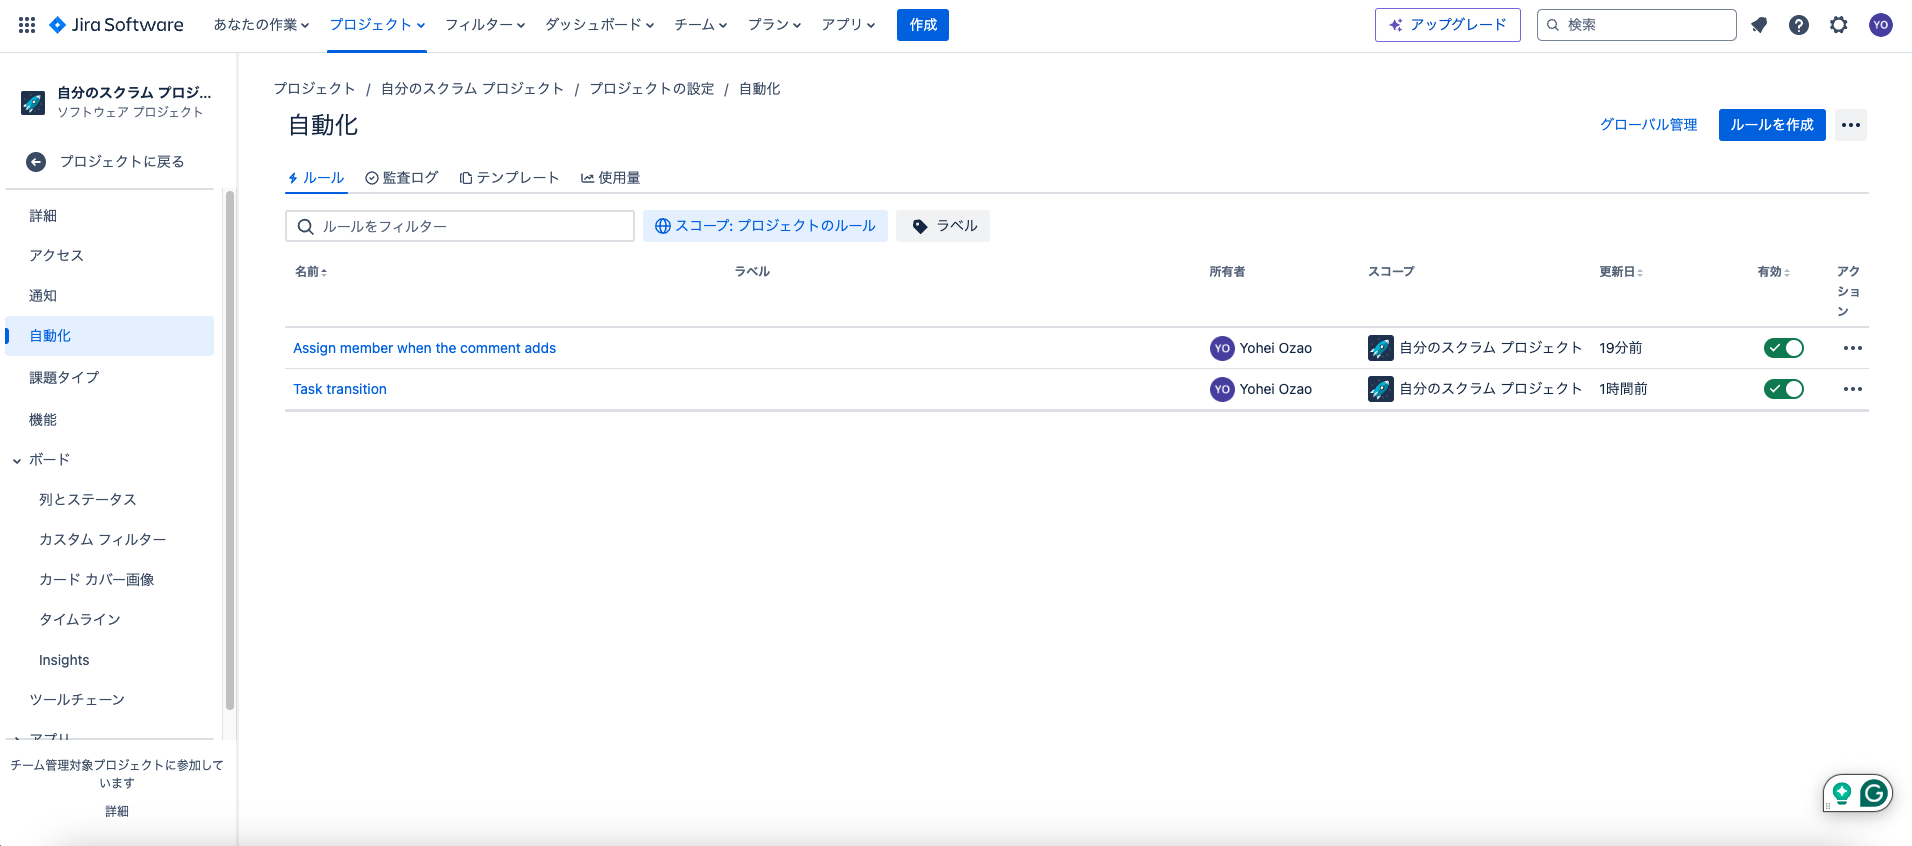 Jira Software
あなたの作業
プロジェクト
フィルター
ダッシュボード
チーム
プラン
アプリ
作成
アップグレード
検索
YO
自分のスクラム プロジ...
ソフトウェア プロジェクト
プロジェクトに戻る
詳細
アクセス
通知
自動化
課題タイプ
機能
ボード
列とステータス
カスタム フィルター
カード カバー画像
タイムライン
Insights
ツールチェーン
アプリ
チーム管理対象プロジェクトに参加して
います
詳細
プロジェクト / 自分のスクラム プロジェクト / プロジェクトの設定 / 自動化
自動化
グローバル管理
ルールを作成
ルール
監査ログ
テンプレート
使用量
ルールをフィルター
スコープ: プロジェクトのルール
ラベル
名前
ラベル
所有者
スコープ
更新日
有効
アク
ショ
ン
Assign member when the comment adds
YO Yohei Ozao
自分のスクラム プロジェクト
19分前
Task transition
YO Yohei Ozao
自分のスクラム プロジェクト
1時間前